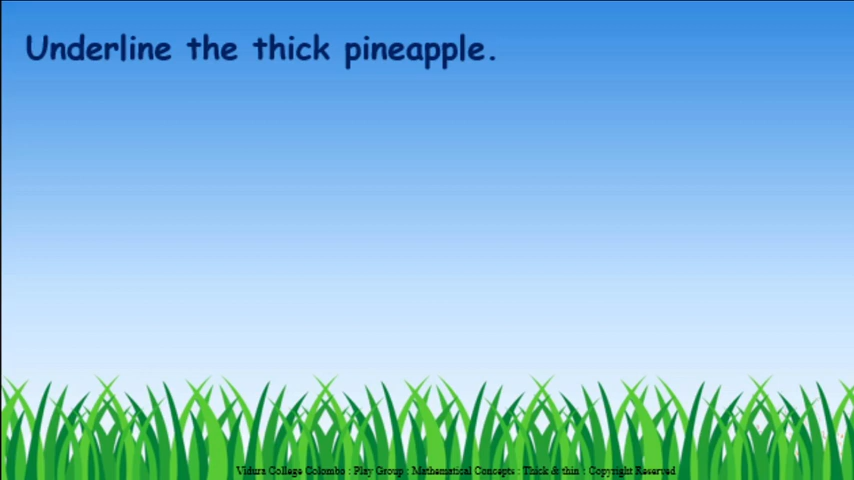 Underline the thick pineapple.
Vidura College Colombo : Play Group : Mathematical Concepts : Thick & thin : Copyright Reserved